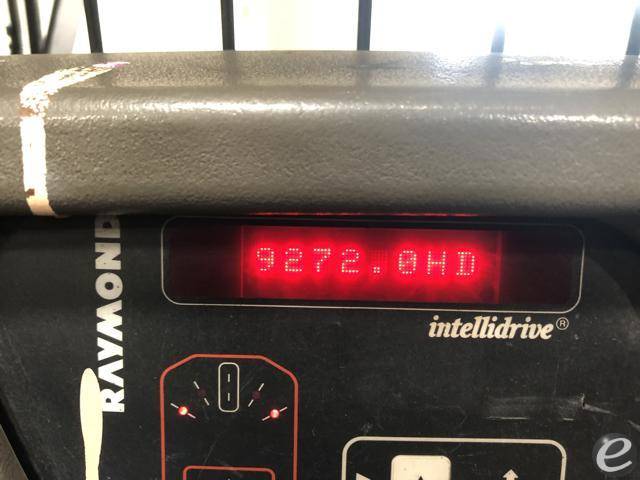 9272.0HD
RAYMOND
intellidrive®
e